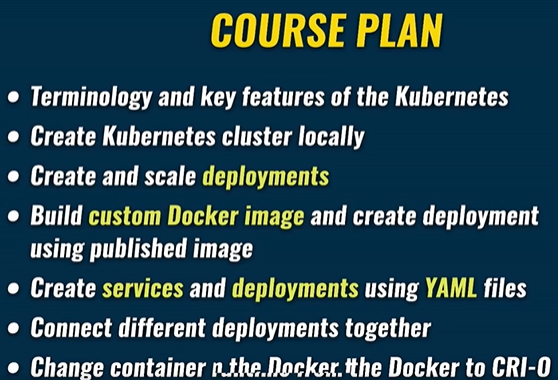 COURSE PLAN
• Terminology and key features of the Kubernetes
• Create Kubernetes cluster locally
• Create and scale deployments
• Build custom Docker image and create deployment
using published image
• Create services and deployments using YAML files
• Connect different deployments together
• Change container the Docker to CRI-O